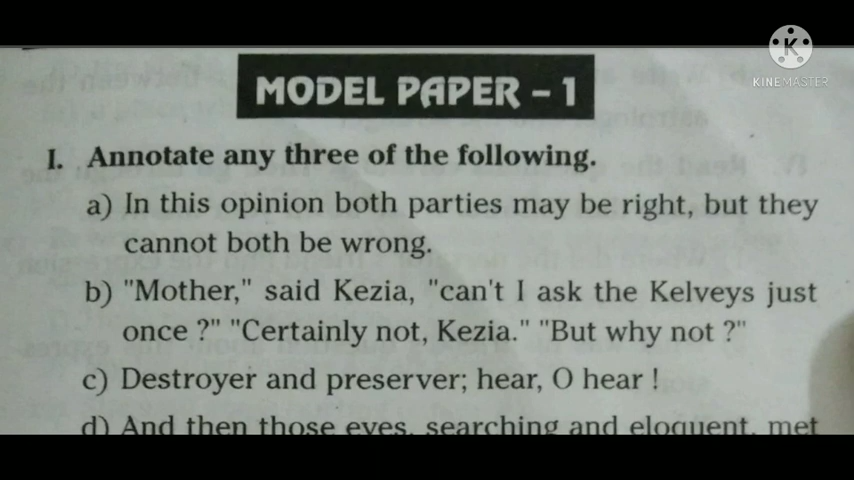 K
KINEMASTER
MODEL PAPER – 1
I. Annotate any three of the following.
a) In this opinion both parties may be right, but they
cannot both be wrong.
b) "Mother," said Kezia, "can't I ask the Kelveys just
once ?" "Certainly not, Kezia." "But why not ?"
c) Destroyer and preserver; hear, O hear !
d) And then those eyes, searching and eloquent, met